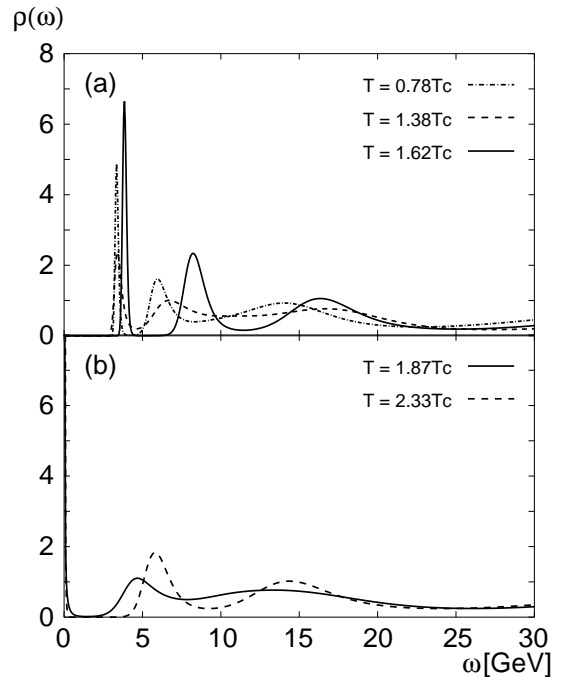 ρ(ω)
8
(a)
T = 0.78Tc
T = 1.38Tc
T = 1.62Tc
6
4
2
0
(b)
T = 1.87Tc
T = 2.33Tc
6
4
2
0
0 5 10 15 20 25 30
ω[GeV]